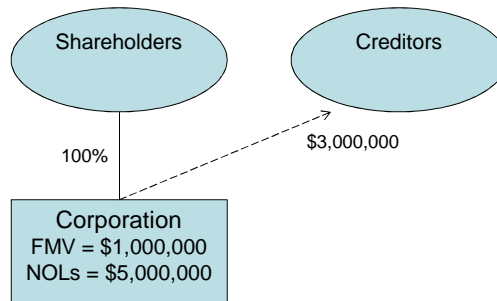 Shareholders
Creditors
100%
$3,000,000
Corporation
FMV = $1,000,000
NOLs = $5,000,000